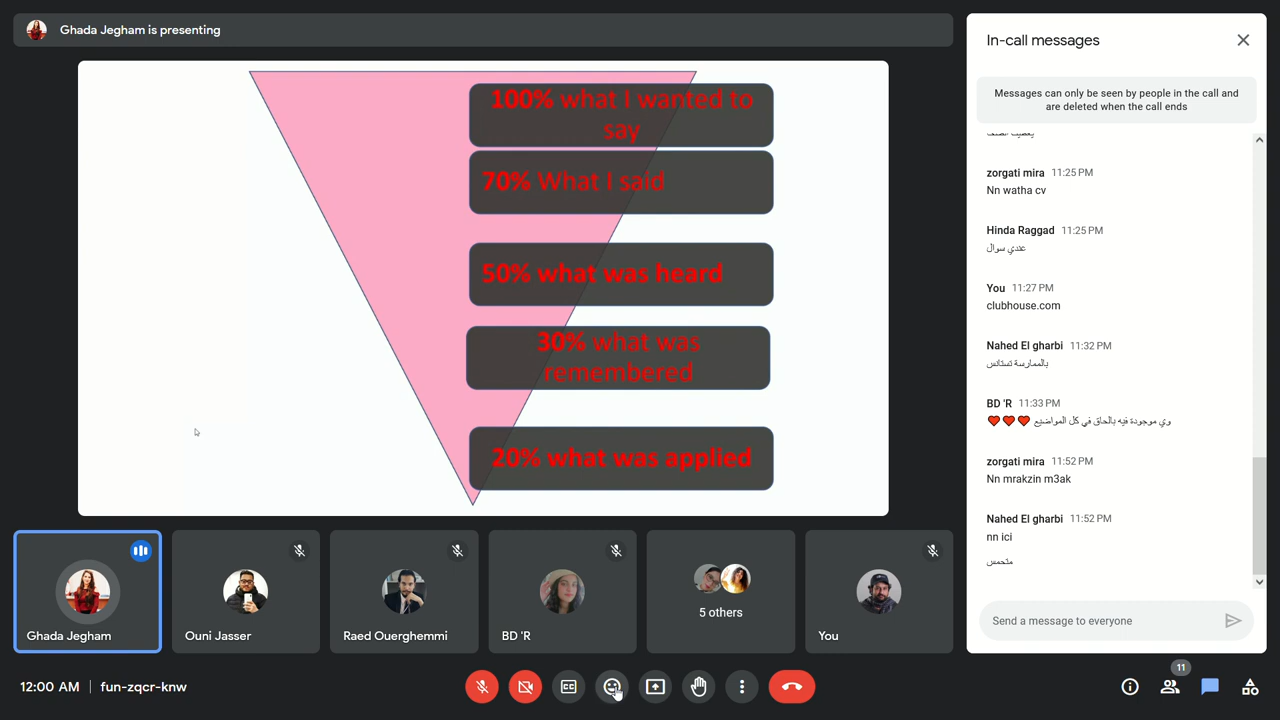 Ghada Jegham is presenting
100% what I wanted to
say
70% What I said
50% what was heard
30% what was
remembered
20% what was applied
Ghada Jegham
Ouni Jasser
Raed Ouerghemmi
BD 'R
5 others
You
12:00 AM | fun-zqcr-knw
In-call messages
Messages can only be seen by people in the call and
are deleted when the call ends
zorgati mira 11:25 PM
Nn watha cv
Hinda Raggad 11:25 PM
عندي سوال
You 11:27 PM
clubhouse.com
Nahed El gharbi 11:32 PM
بالممارسة تستانس
BD 'R 11:33 PM
وي موجودة فيه بالحاق في كل المواضيع ❤️❤️❤️
zorgati mira 11:52 PM
Nn mrakzin m3ak
Nahed El gharbi 11:52 PM
nn ici
متحمس
Send a message to everyone
11